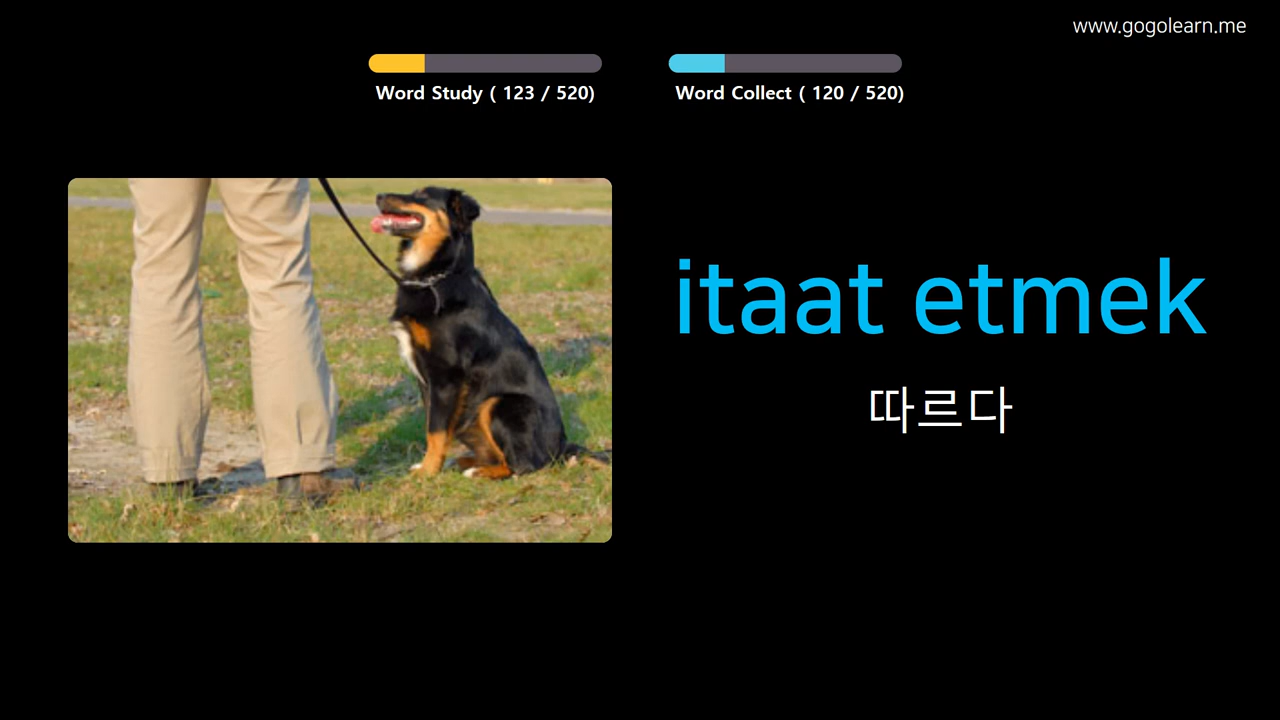 www.gogolearn.me
Word Study ( 123 / 520)
Word Collect ( 120 / 520)
itaat etmek
따르다